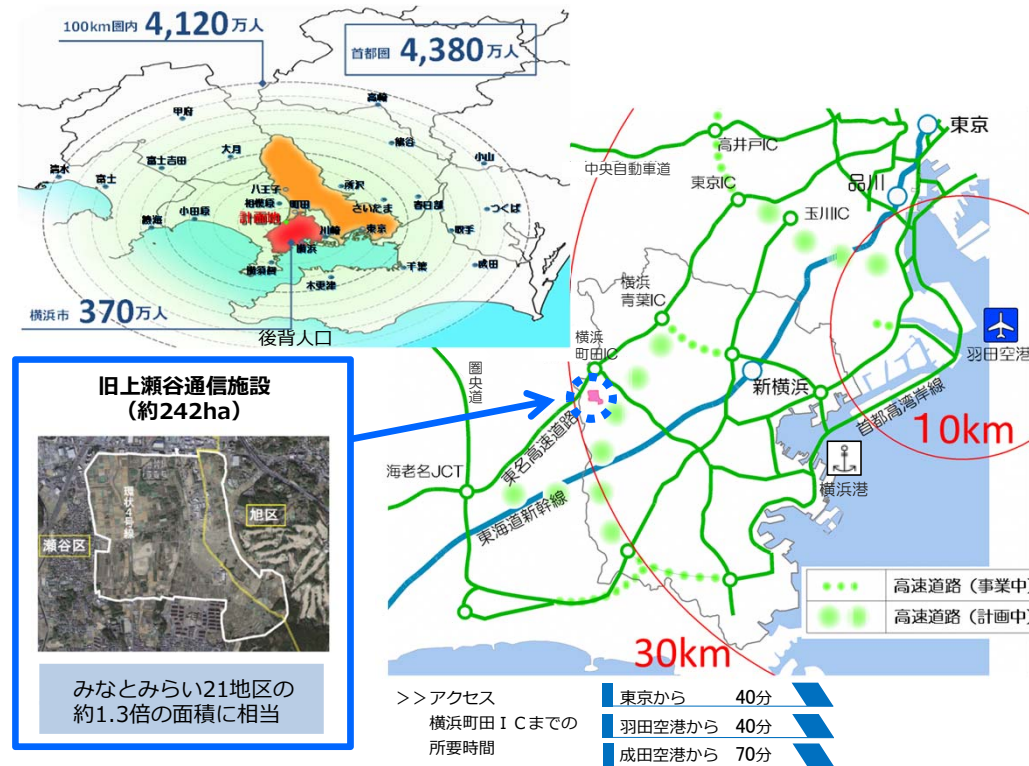 100km圏内 4,120万人
首都圏 4,380万人
高崎
甲府
熊谷
小山
大月
富士吉田
清水
富士
八王子
所沢
相模原
町田
さいたま
春日部
つくば
計画地
小田原
熱海
川崎
東京
取手
横浜
横須賀
千葉
成田
木更津
横浜市 370万人
後背人口
旧上瀬谷通信施設
(約242ha)
環状4号線
旭区
瀬谷区
みなとみらい21地区の
約1.3倍の面積に相当
東京
高井戸IC
中央自動車道
品川
東京IC
玉川IC
横浜
青葉IC
羽田空港
横浜
町田IC
圏央道
新横浜
首都高湾岸線
10km
東名高速道路
海老名JCT
横浜港
東海道新幹線
高速道路(事業中)
高速道路(計画中)
30km
>>アクセス
横浜町田ICまでの
所要時間
東京から 40分
羽田空港から 40分
成田空港から 70分